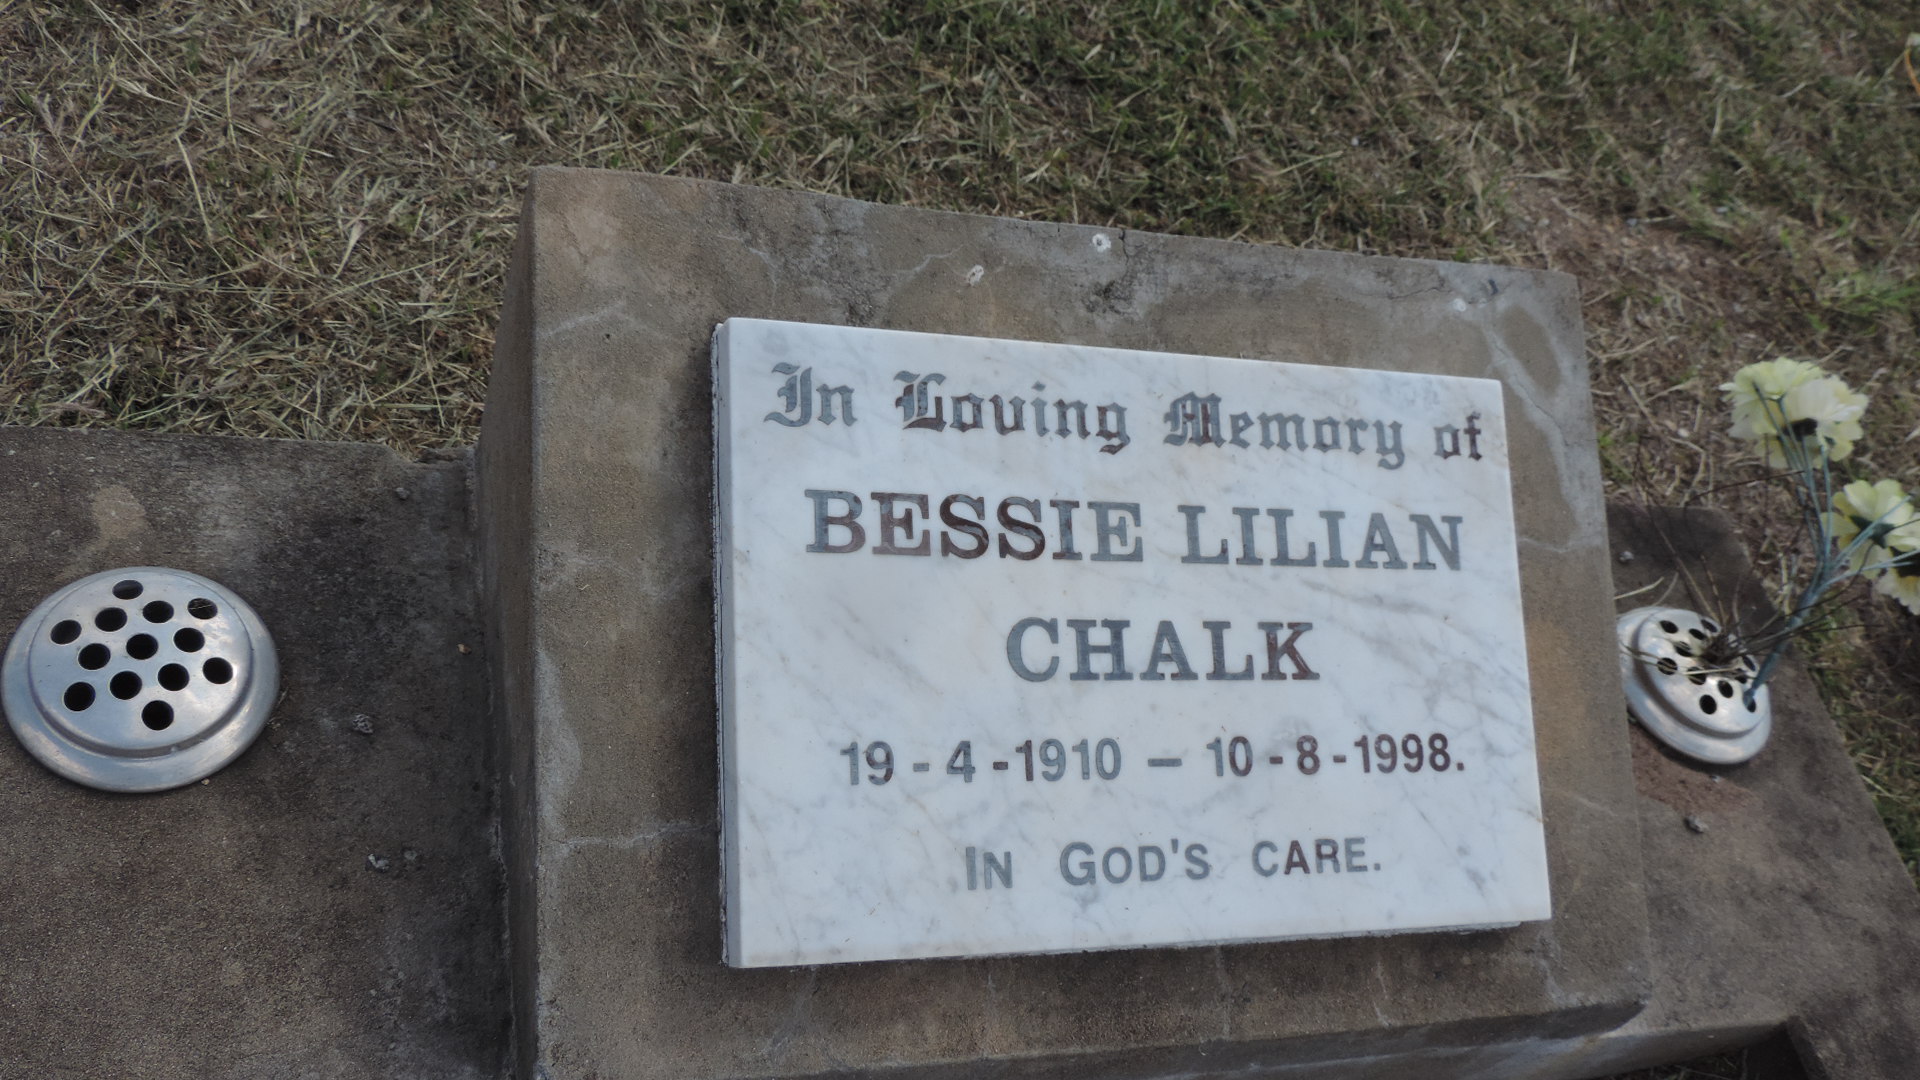 In Loving Memory of
BESSIE LILIAN
CHALK
19-4-1910 – 10-8-1998.
IN GOD'S CARE.